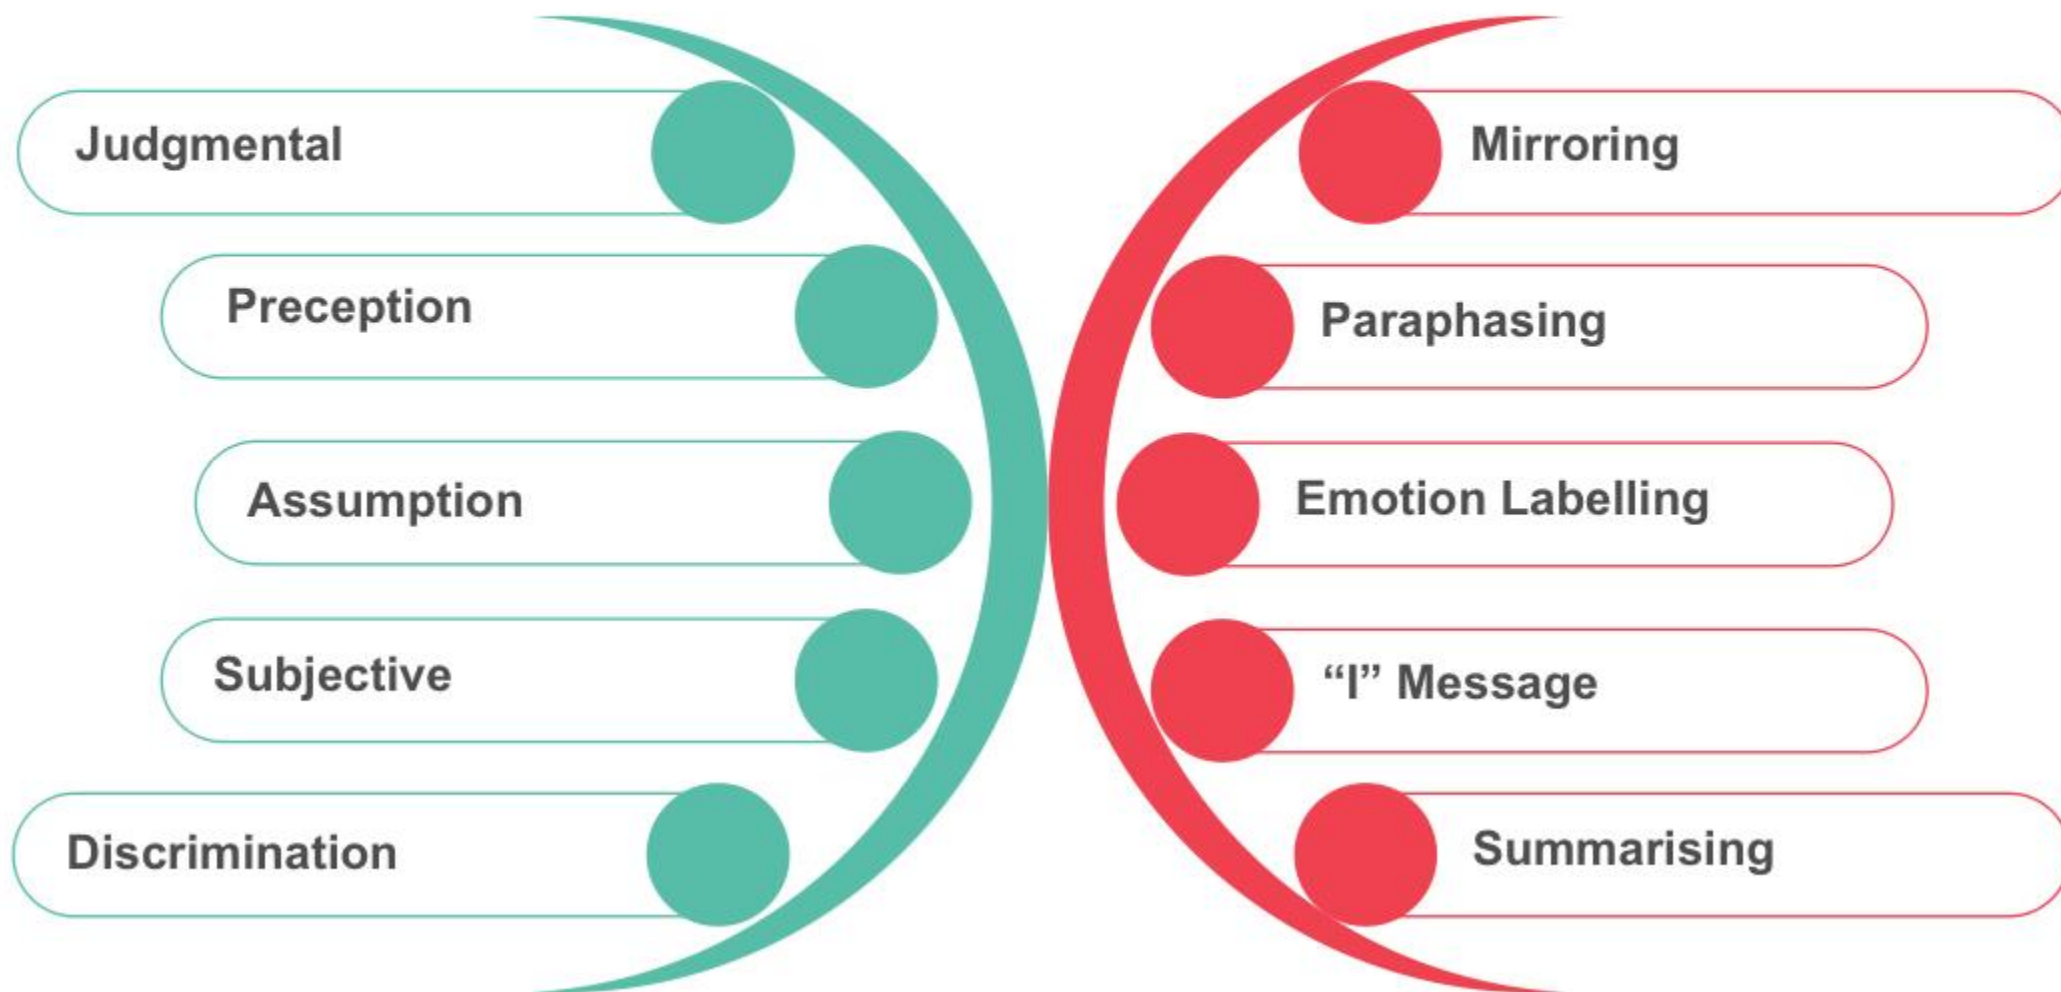 Judgmental
Preception
Assumption
Subjective
Discrimination
Mirroring
Paraphasing
Emotion Labelling
“I” Message
Summarising